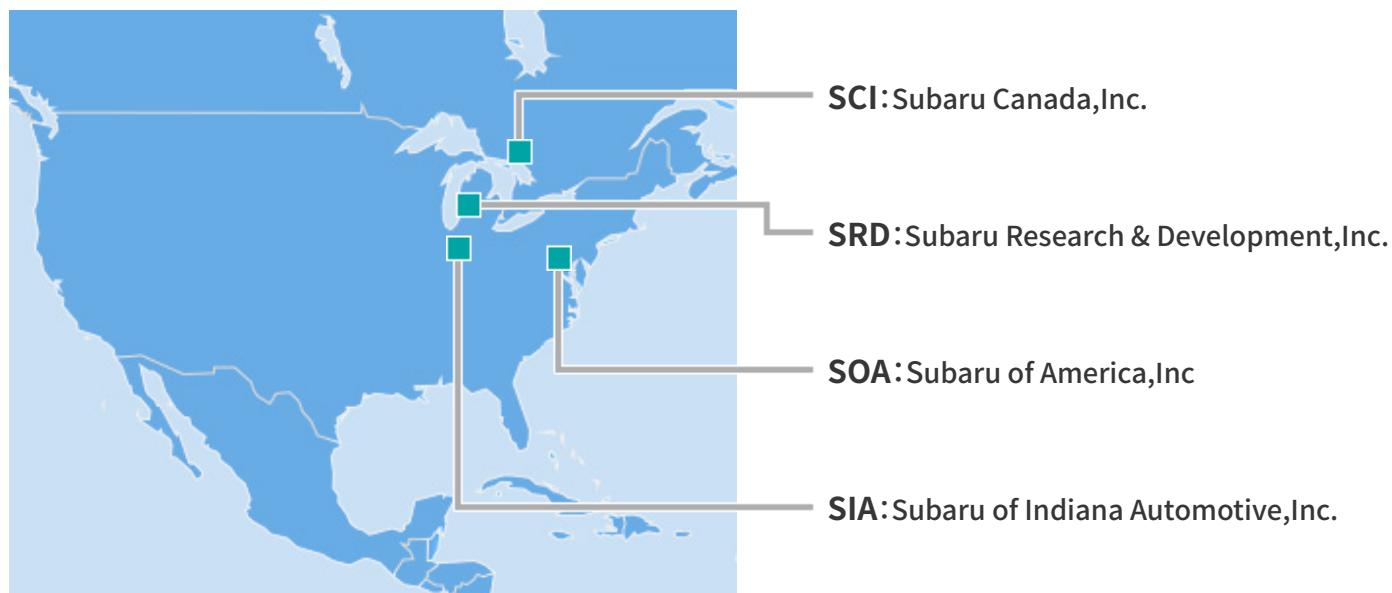 SCI:Subaru Canada,Inc.
SRD:Subaru Research & Development,Inc.
SOA:Subaru of America,Inc
SIA:Subaru of Indiana Automotive,Inc.